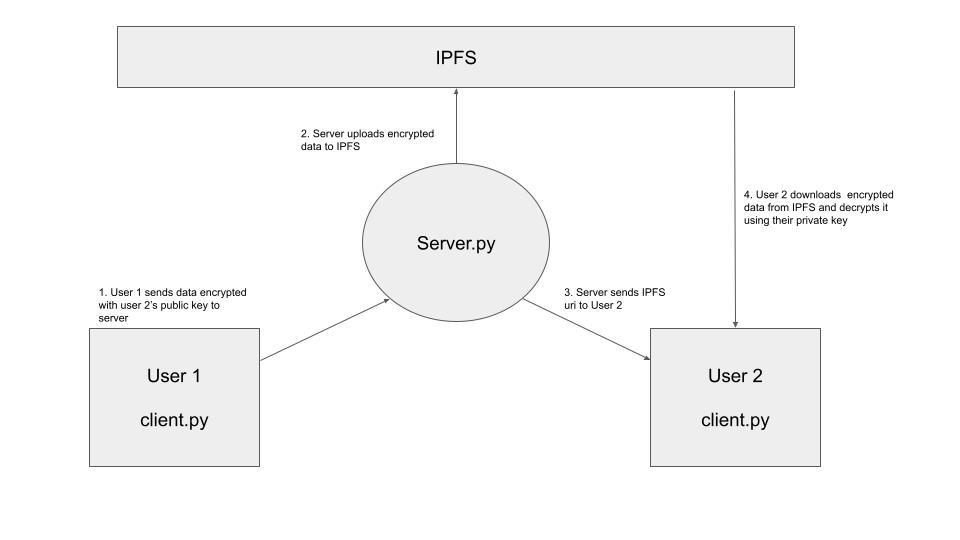 IPFS
2. Server uploads encrypted
data to IPFS
4. User 2 downloads  encrypted
data from IPFS and decrypts it
using their private key
Server.py
1. User 1 sends data encrypted
with user 2's public key to
server
3. Server sends IPFS
uri to User 2
User 1
client.py
User 2
client.py